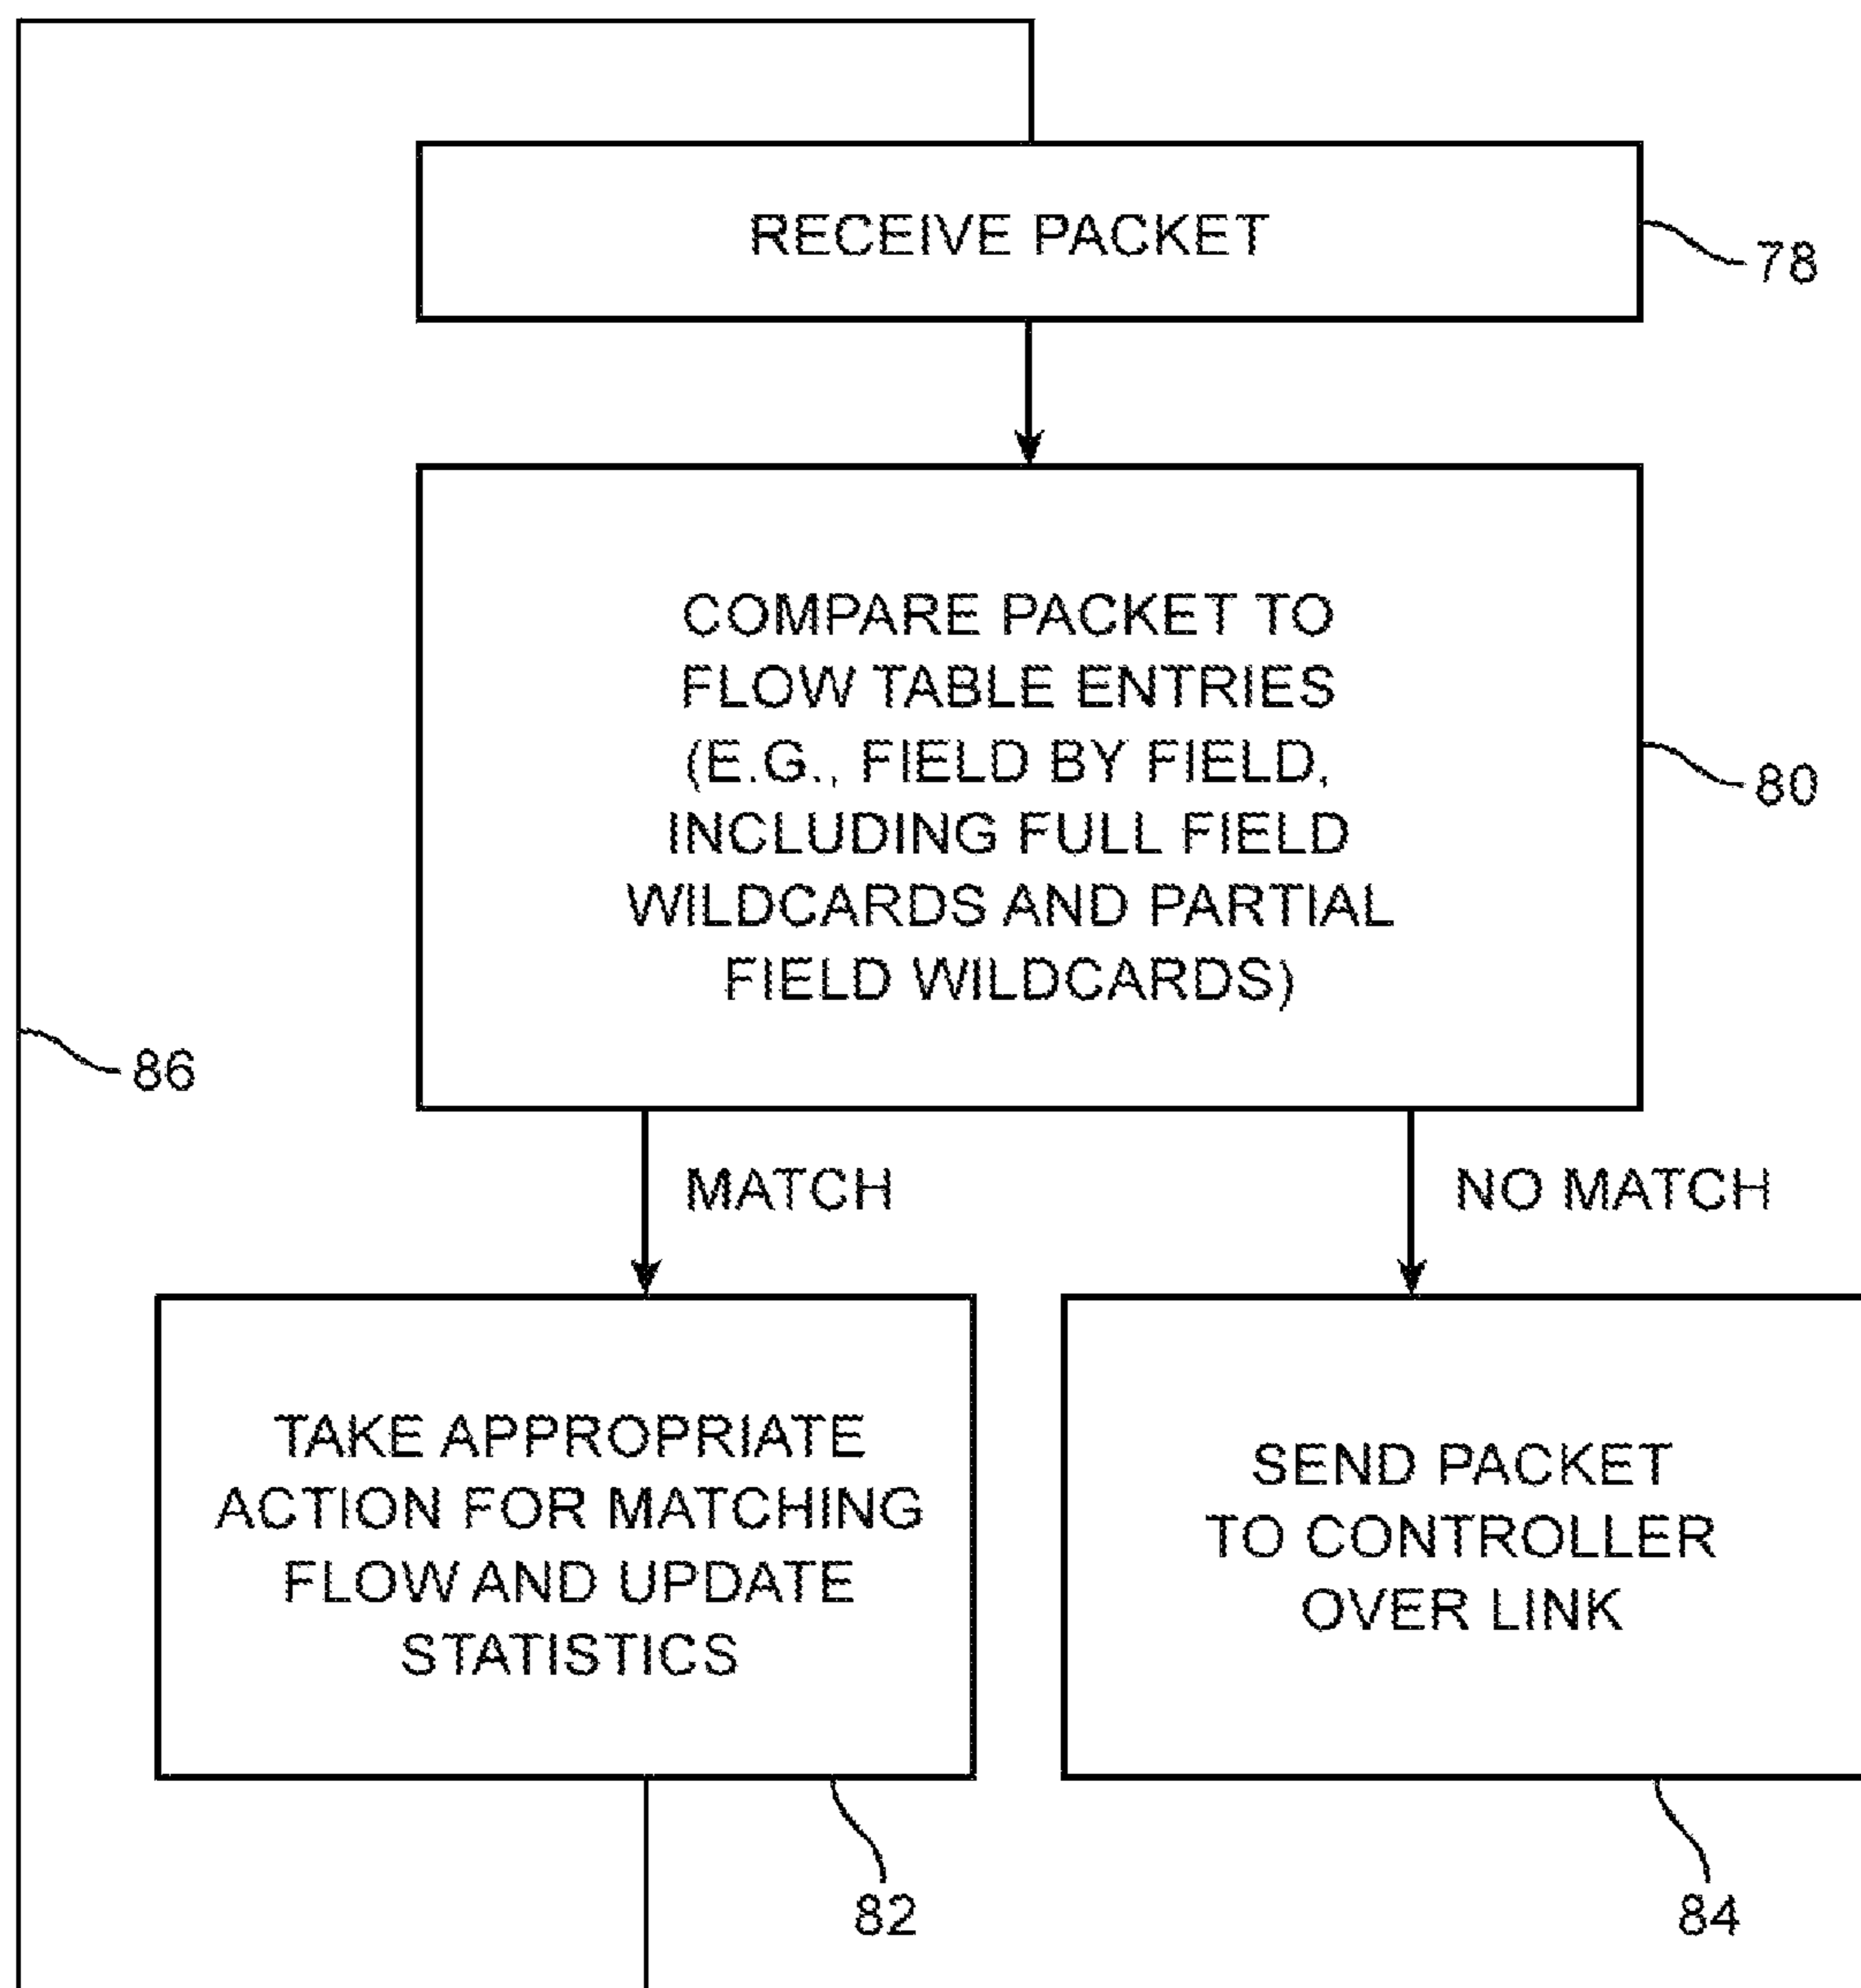 RECEIVE PACKET
78
COMPARE PACKET TO
FLOW TABLE ENTRIES
(E.G., FIELD BY FIELD,
INCLUDING FULL FIELD
WILDCARDS AND PARTIAL
FIELD WILDCARDS)
80
86
MATCH
NO MATCH
TAKE APPROPRIATE
ACTION FOR MATCHING
FLOW AND UPDATE
STATISTICS
82
SEND PACKET
TO CONTROLLER
OVER LINK
84